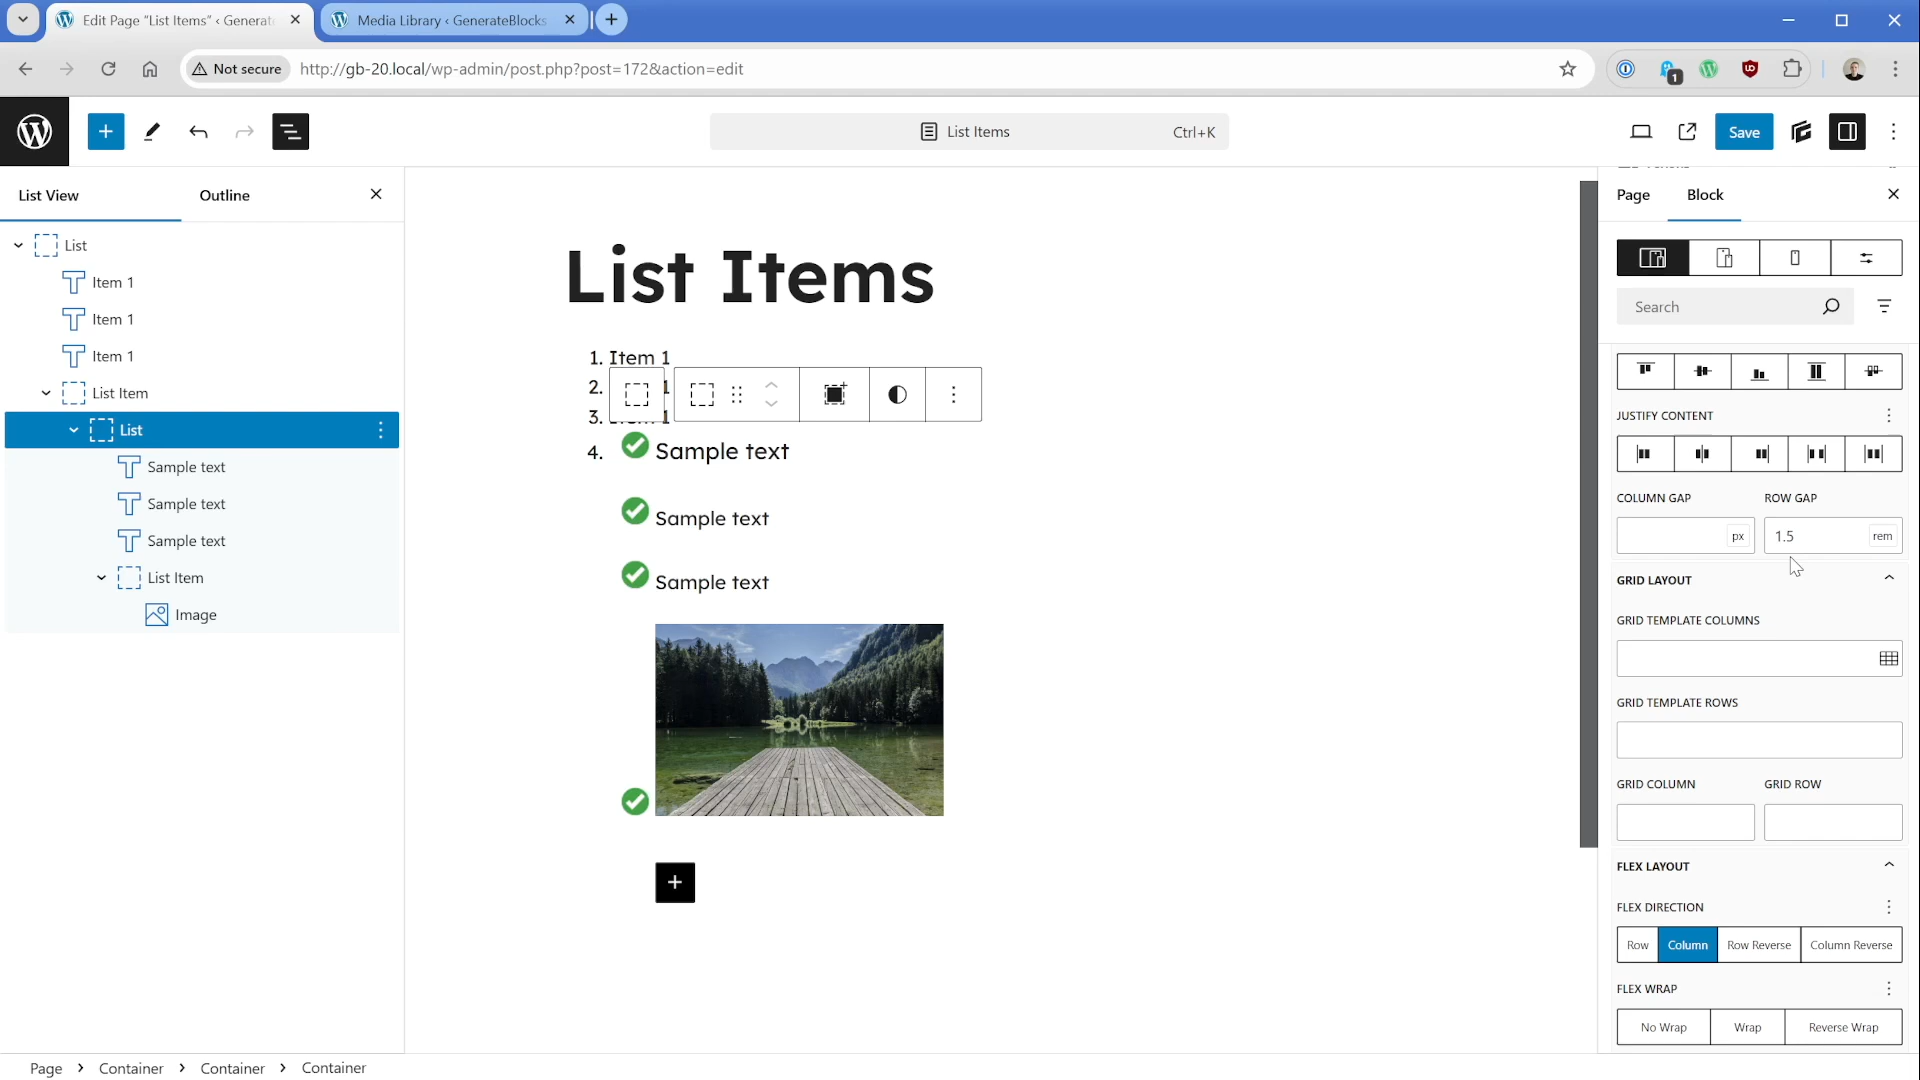 Edit Page “List Items” ‹ Generate
Media Library ‹ GenerateBlocks
Not secure
http://gb-20.local/wp-admin/post.php?post=172&action=edit
1
List Items
Ctrl+K
Save
List View
Outline
Page
Block
List
Item 1
Item 1
Item 1
List Item
List
Sample text
Sample text
Sample text
List Item
Image
List Items
1. Item 1
2.
3.
4. Sample text
Sample text
Sample text
Search
JUSTIFY CONTENT
COLUMN GAP
ROW GAP
px
1.5 rem
GRID LAYOUT
GRID TEMPLATE COLUMNS
GRID TEMPLATE ROWS
GRID COLUMN
GRID ROW
FLEX LAYOUT
FLEX DIRECTION
Row Column Row Reverse Column Reverse
FLEX WRAP
No Wrap Wrap Reverse Wrap
Page › Container › Container › Container